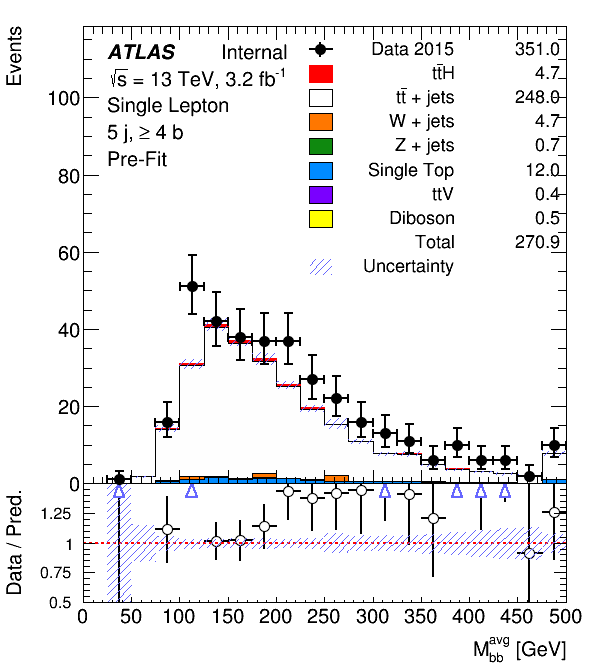 ATLAS Internal
√s = 13 TeV, 3.2 fb⁻¹
Single Lepton
5 j, ≥ 4 b
Pre-Fit
Data 2015 351.0
tt̄H 4.7
tt̄ + jets 248.0
W + jets 4.7
Z + jets 0.7
Single Top 12.0
ttV 0.4
Diboson 0.5
Total 270.9
Uncertainty
Events
100
80
60
40
20
0
Data / Pred.
1.25
1
0.75
0.5
0 50 100 150 200 250 300 350 400 450 500
M_bb^avg [GeV]